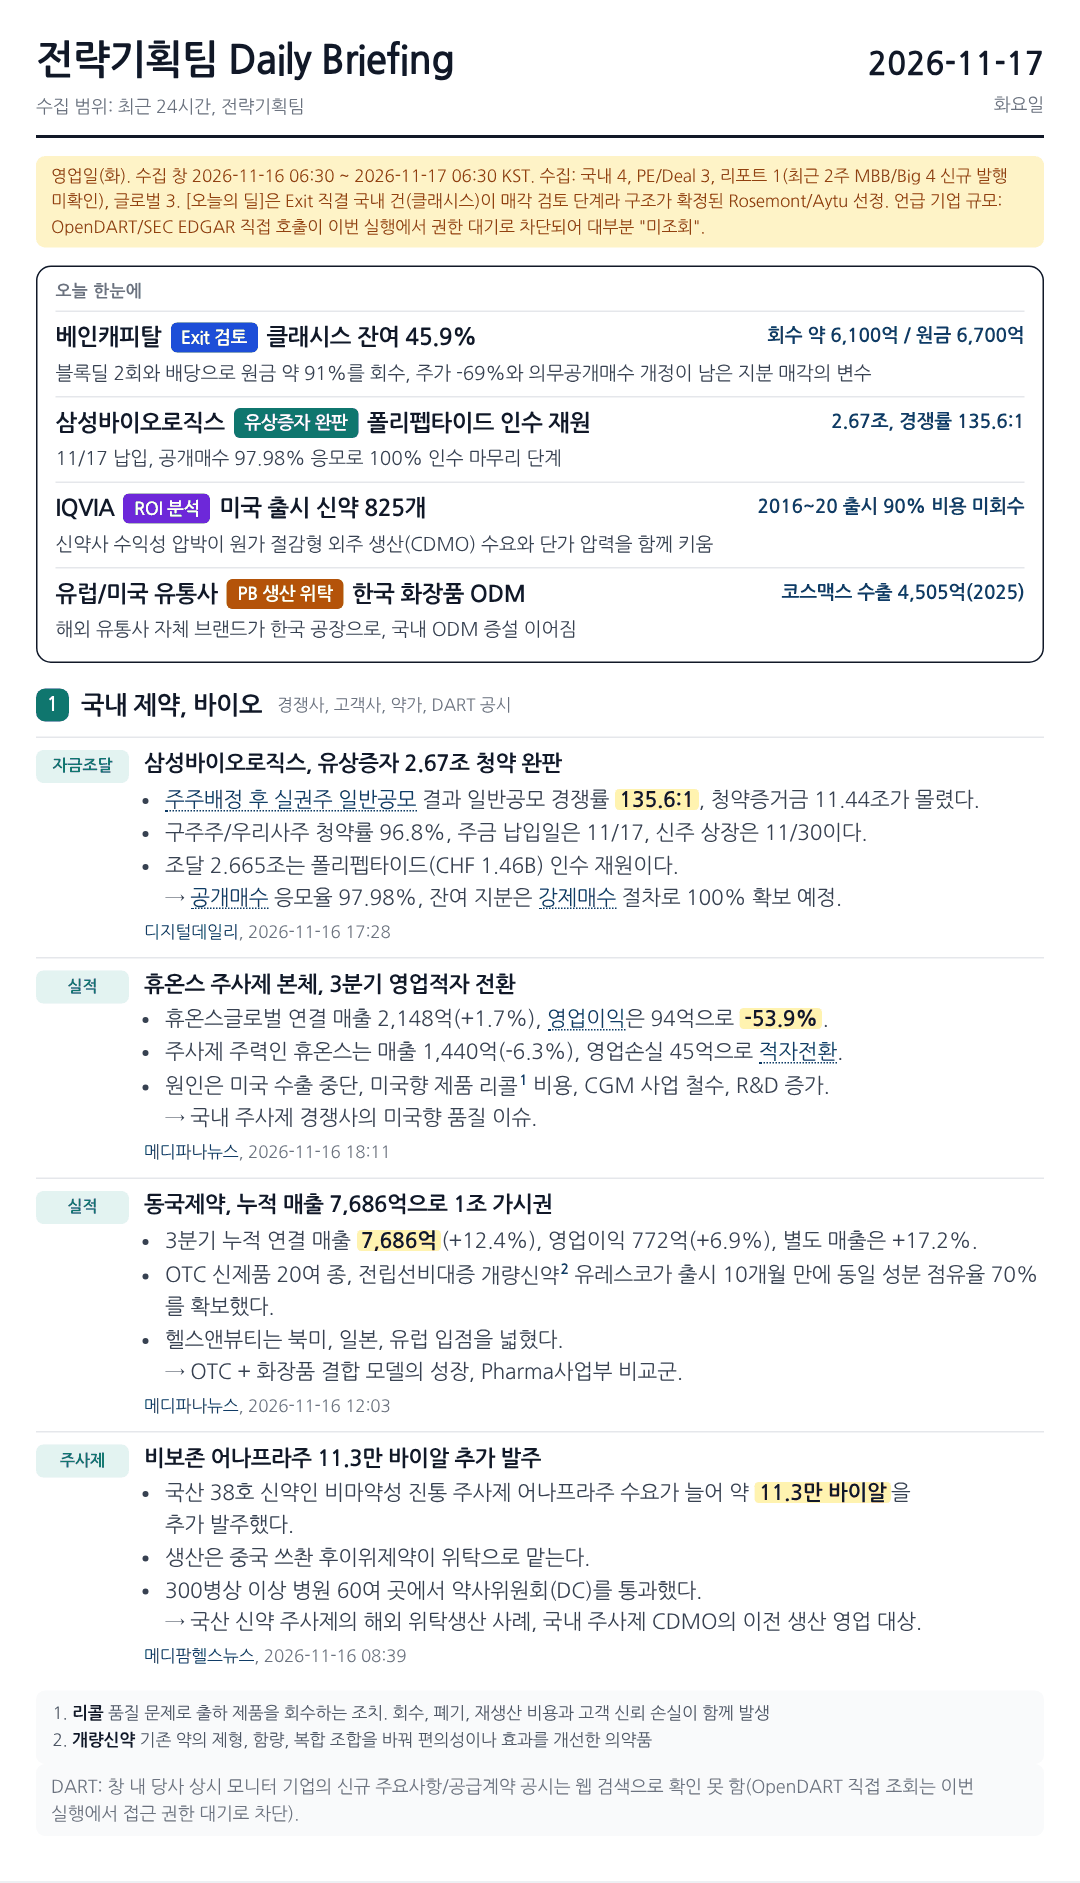 전략기획팀 Daily Briefing
2026-11-17
수집 범위: 최근 24시간, 전략기획팀
화요일
영업일(화). 수집 창 2026-11-16 06:30 ~ 2026-11-17 06:30 KST. 수집: 국내 4, PE/Deal 3, 리포트 1(최근 2주 MBB/Big 4 신규 발행
미확인), 글로벌 3. [오늘의 딜]은 Exit 직결 국내 건(클래시스)이 매각 검토 단계라 구조가 확정된 Rosemont/Aytu 선정. 언급 기업 규모:
OpenDART/SEC EDGAR 직접 호출이 이번 실행에서 권한 대기로 차단되어 대부분 "미조회".
오늘 한눈에
베인캐피탈 Exit 검토 클래시스 잔여 45.9% 회수 약 6,100억 / 원금 6,700억
블록딜 2회와 배당으로 원금 약 91%를 회수, 주가 -69%와 의무공개매수 개정이 남은 지분 매각의 변수
삼성바이오로직스 유상증자 완판 폴리펩타이드 인수 재원 2.67조, 경쟁률 135.6:1
11/17 납입, 공개매수 97.98% 응모로 100% 인수 마무리 단계
IQVIA ROI 분석 미국 출시 신약 825개 2016~20 출시 90% 비용 미회수
신약사 수익성 압박이 원가 절감형 외주 생산(CDMO) 수요와 단가 압력을 함께 키움
유럽/미국 유통사 PB 생산 위탁 한국 화장품 ODM 코스맥스 수출 4,505억(2025)
해외 유통사 자체 브랜드가 한국 공장으로, 국내 ODM 증설 이어짐
1 국내 제약, 바이오 경쟁사, 고객사, 약가, DART 공시
자금조달 삼성바이오로직스, 유상증자 2.67조 청약 완판
• 주주배정 후 실권주 일반공모 결과 일반공모 경쟁률 135.6:1, 청약증거금 11.44조가 몰렸다.
• 구주주/우리사주 청약률 96.8%, 주금 납입일은 11/17, 신주 상장은 11/30이다.
• 조달 2.665조는 폴리펩타이드(CHF 1.46B) 인수 재원이다.
→ 공개매수 응모율 97.98%, 잔여 지분은 강제매수 절차로 100% 확보 예정.
디지털데일리, 2026-11-16 17:28
실적 휴온스 주사제 본체, 3분기 영업적자 전환
• 휴온스글로벌 연결 매출 2,148억(+1.7%), 영업이익은 94억으로 -53.9%.
• 주사제 주력인 휴온스는 매출 1,440억(-6.3%), 영업손실 45억으로 적자전환.
• 원인은 미국 수출 중단, 미국향 제품 리콜1 비용, CGM 사업 철수, R&D 증가.
→ 국내 주사제 경쟁사의 미국향 품질 이슈.
메디파나뉴스, 2026-11-16 18:11
실적 동국제약, 누적 매출 7,686억으로 1조 가시권
• 3분기 누적 연결 매출 7,686억(+12.4%), 영업이익 772억(+6.9%), 별도 매출은 +17.2%.
• OTC 신제품 20여 종, 전립선비대증 개량신약2 유레스코가 출시 10개월 만에 동일 성분 점유율 70%
를 확보했다.
• 헬스앤뷰티는 북미, 일본, 유럽 입점을 넓혔다.
→ OTC + 화장품 결합 모델의 성장, Pharma사업부 비교군.
메디파나뉴스, 2026-11-16 12:03
주사제 비보존 어나프라주 11.3만 바이알 추가 발주
• 국산 38호 신약인 비마약성 진통 주사제 어나프라주 수요가 늘어 약 11.3만 바이알을
추가 발주했다.
• 생산은 중국 쓰촨 후이위제약이 위탁으로 맡는다.
• 300병상 이상 병원 60여 곳에서 약사위원회(DC)를 통과했다.
→ 국산 신약 주사제의 해외 위탁생산 사례, 국내 주사제 CDMO의 이전 생산 영업 대상.
메디팜헬스뉴스, 2026-11-16 08:39
1. 리콜 품질 문제로 출하 제품을 회수하는 조치. 회수, 폐기, 재생산 비용과 고객 신뢰 손실이 함께 발생
2. 개량신약 기존 약의 제형, 함량, 복합 조합을 바꿔 편의성이나 효과를 개선한 의약품
DART: 창 내 당사 상시 모니터 기업의 신규 주요사항/공급계약 공시는 웹 검색으로 확인 못 함(OpenDART 직접 조회는 이번
실행에서 접근 권한 대기로 차단).